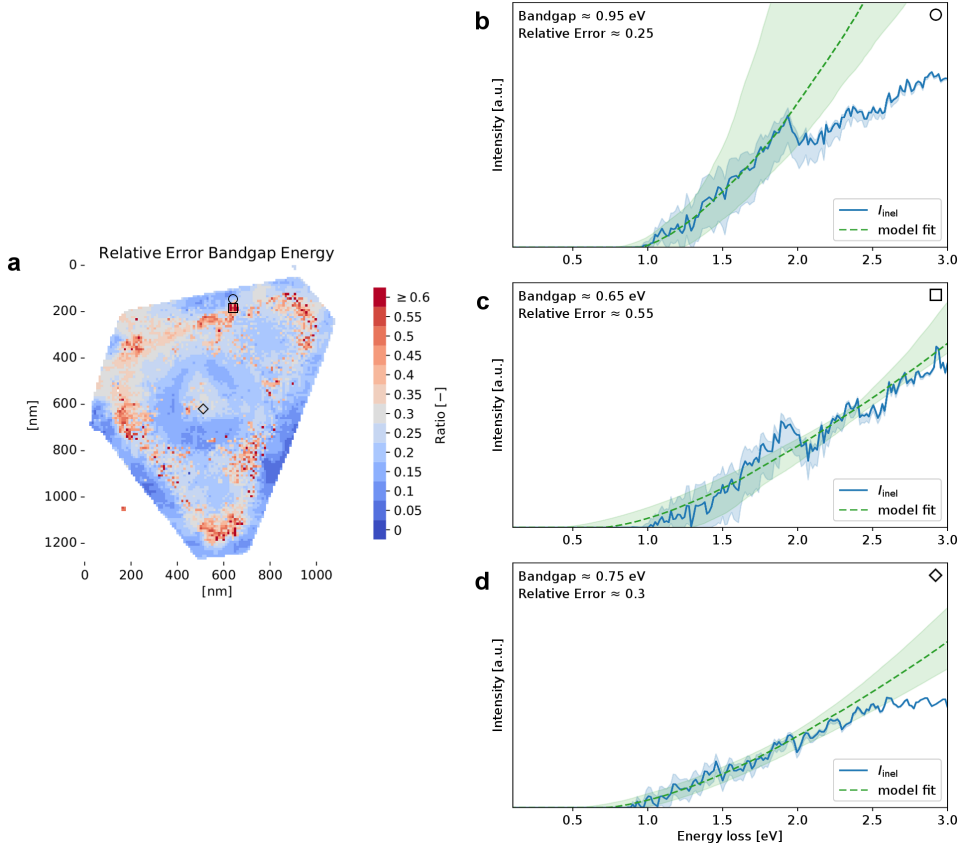 a
Relative Error Bandgap Energy
0
200
400
600
800
1000
1200
[nm]
0
200
400
600
800
1000
[nm]
≥ 0.6
0.55
0.5
0.45
0.4
0.35
0.3
0.25
0.2
0.15
0.1
0.05
0
Ratio [−]
b
Bandgap ≈ 0.95 eV
Relative Error ≈ 0.25
Intensity [a.u.]
I_inel
model fit
0.5 1.0 1.5 2.0 2.5 3.0
c
Bandgap ≈ 0.65 eV
Relative Error ≈ 0.55
Intensity [a.u.]
I_inel
model fit
0.5 1.0 1.5 2.0 2.5 3.0
d
Bandgap ≈ 0.75 eV
Relative Error ≈ 0.3
Intensity [a.u.]
I_inel
model fit
0.5 1.0 1.5 2.0 2.5 3.0
Energy loss [eV]